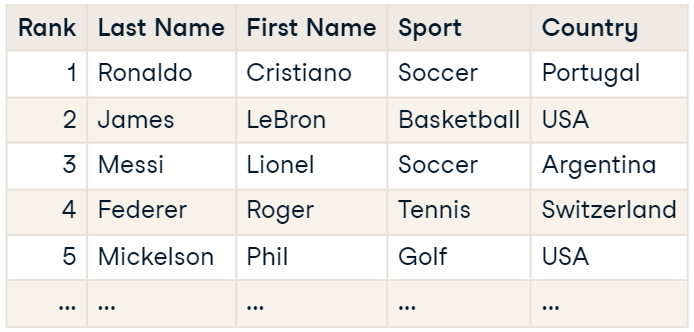 Rank Last Name First Name Sport Country
1 Ronaldo Cristiano Soccer Portugal
2 James LeBron Basketball USA
3 Messi Lionel Soccer Argentina
4 Federer Roger Tennis Switzerland
5 Mickelson Phil Golf USA
... ... ... ... ...